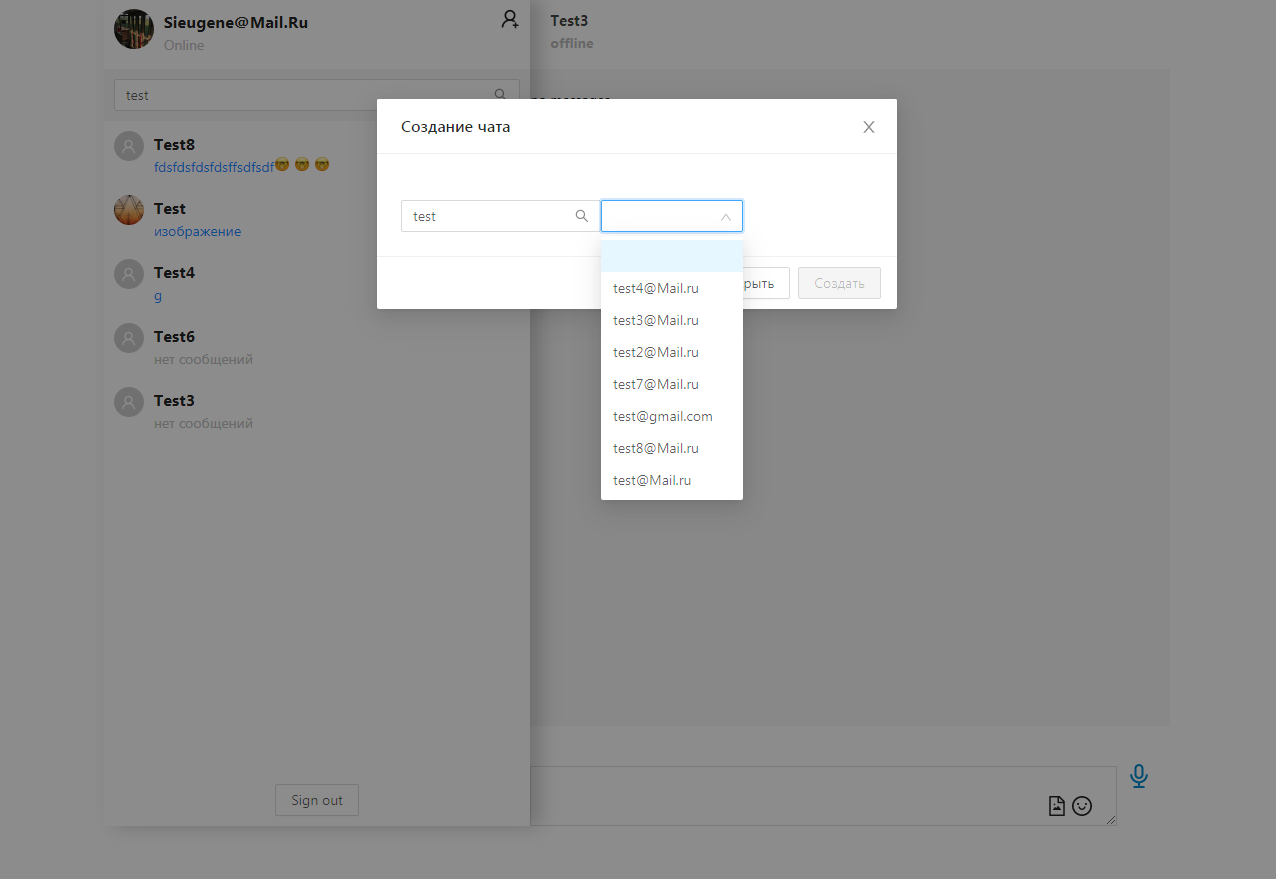 Sieugene@Mail.Ru
Online
Test3
offline
test
Test8
fdsfdsfdsfdsffsdfsdf🤓 🤓 🤓
Test
изображение
Test4
g
Test6
нет сообщений
Test3
нет сообщений
Sign out
Создание чата
test
рыть
Создать
test4@Mail.ru
test3@Mail.ru
test2@Mail.ru
test7@Mail.ru
test@gmail.com
test8@Mail.ru
test@Mail.ru